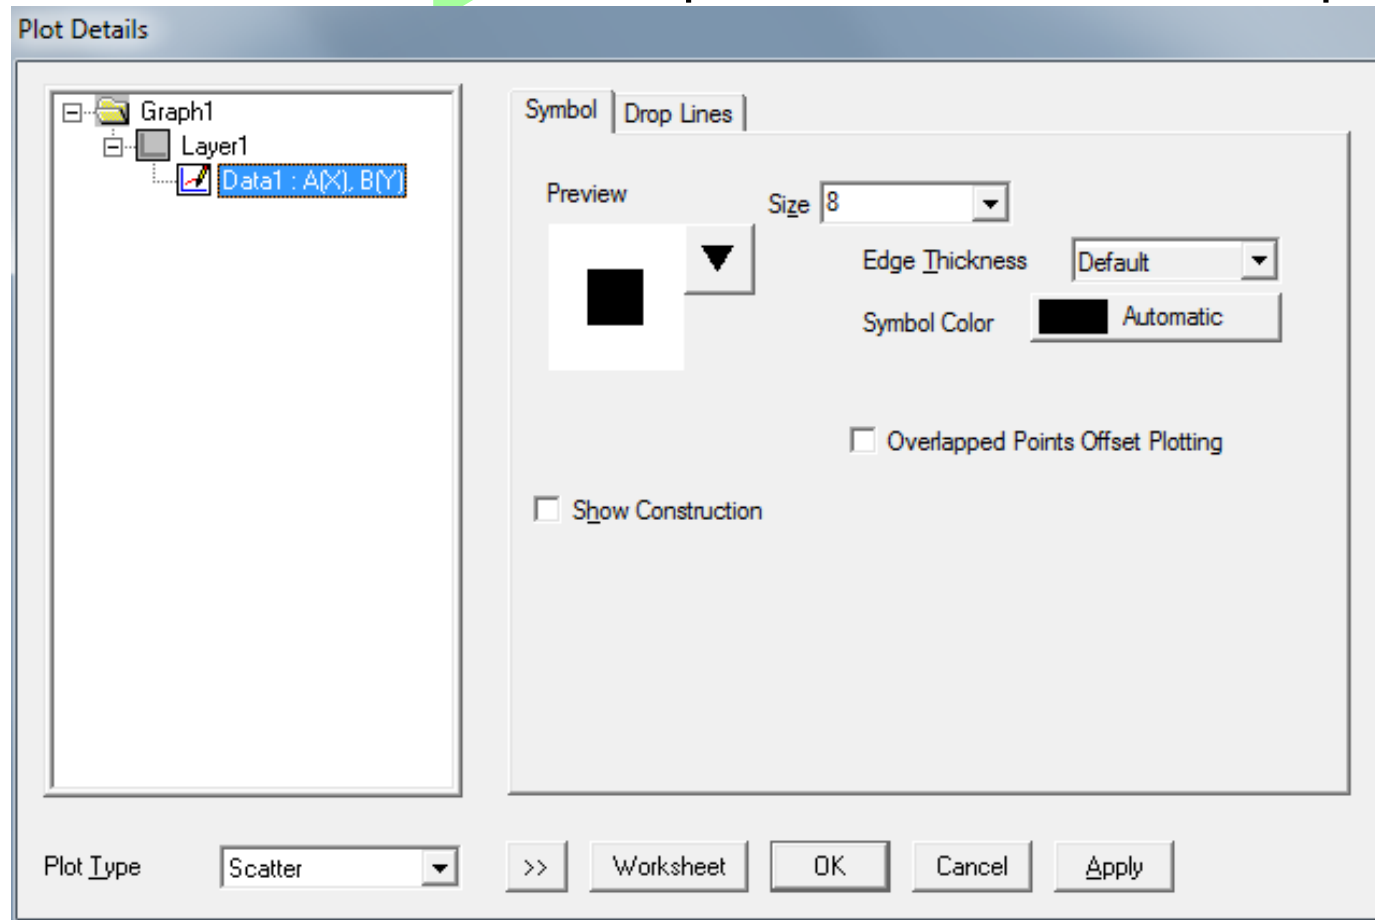 Plot Details
Graph1
Layer1
Data1 : A(X), B(Y)
Symbol Drop Lines
Preview
Size 8
Edge Thickness Default
Symbol Color Automatic
Overlapped Points Offset Plotting
Show Construction
Plot Type Scatter >> Worksheet OK Cancel Apply